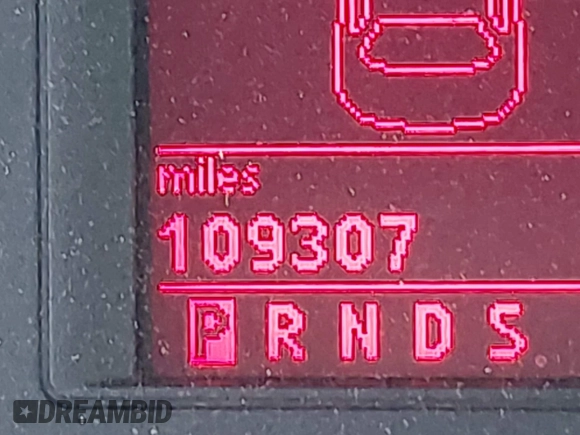 miles
109307
P R N D S
DREAMBID